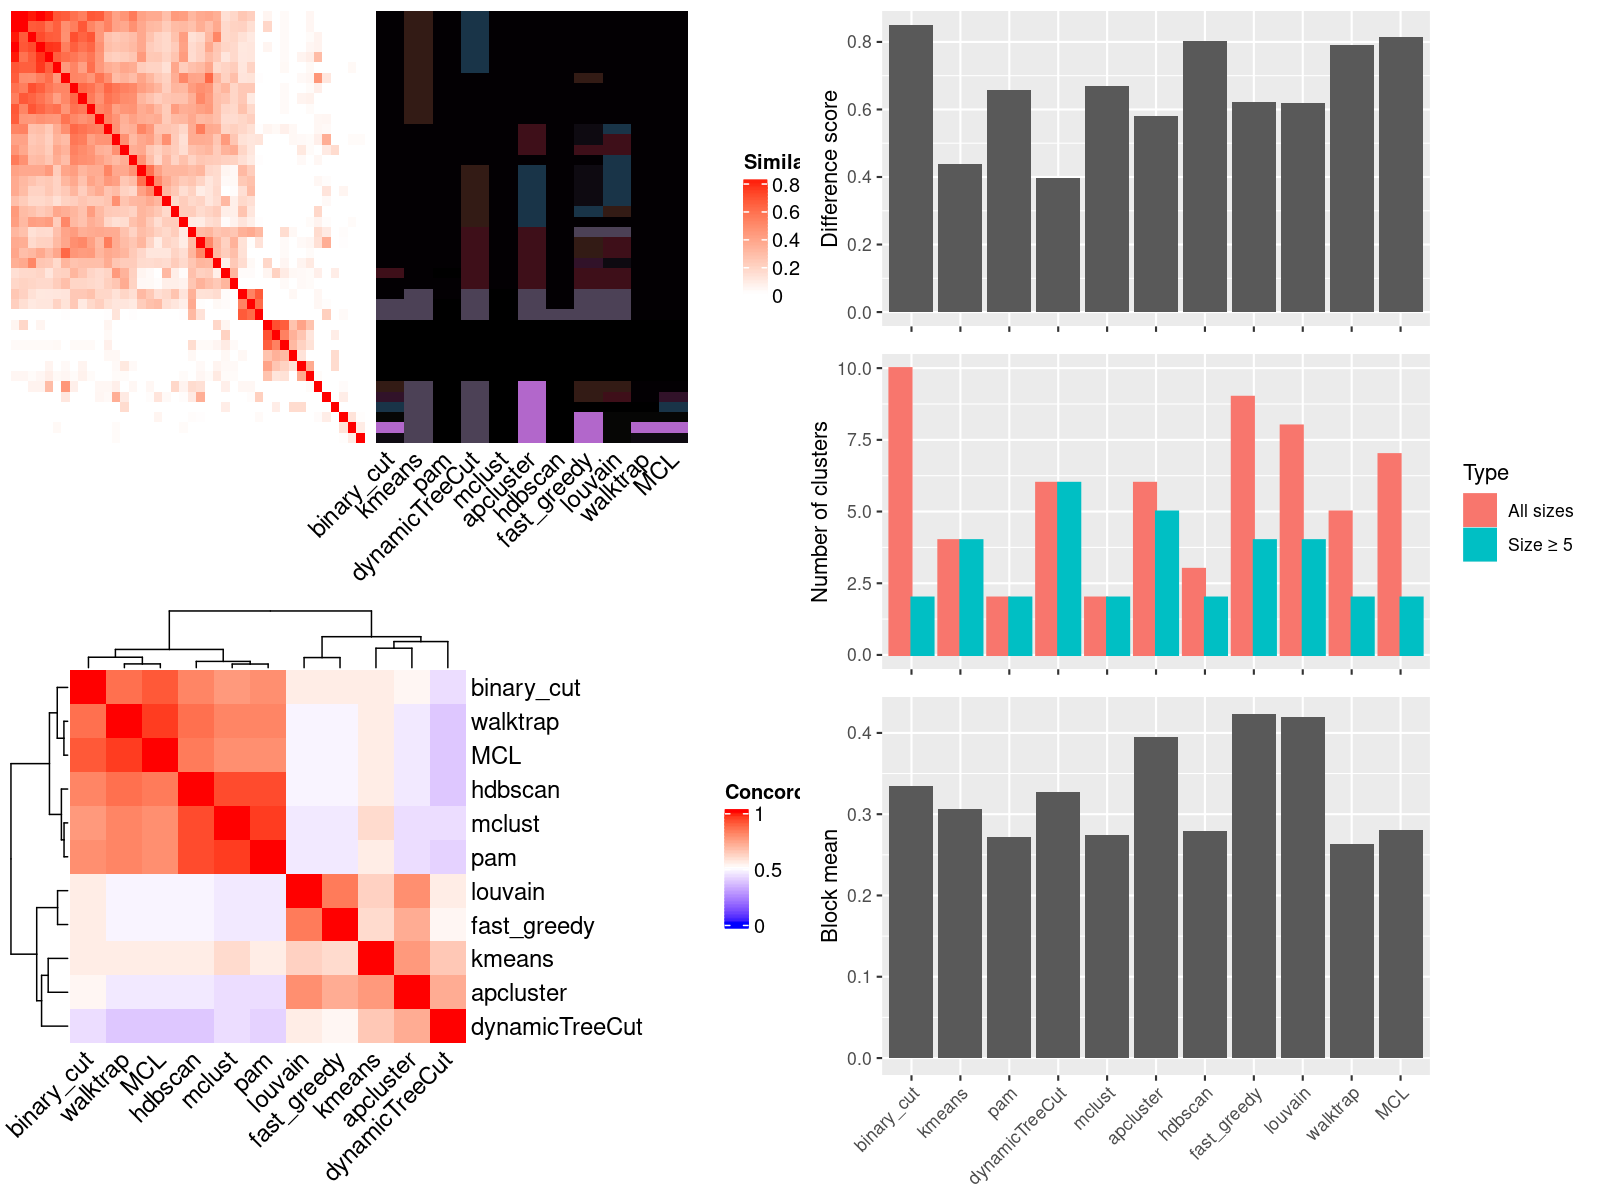 Simila
0.8
0.6
0.4
0.2
0
binary_cut
kmeans
pam
dynamicTreeCut
mclust
apcluster
hdbscan
fast_greedy
louvain
walktrap
MCL
binary_cut
walktrap
MCL
hdbscan
mclust
pam
louvain
fast_greedy
kmeans
apcluster
dynamicTreeCut
binary_cut
walktrap
MCL
hdbscan
mclust
pam
louvain
fast_greedy
kmeans
apcluster
dynamicTreeCut
Concord
1
0.5
0
Difference score
0.8
0.6
0.4
0.2
0.0
Number of clusters
10.0
7.5
5.0
2.5
0.0
Type
All sizes
Size ≥ 5
Block mean
0.4
0.3
0.2
0.1
0.0
binary_cut
kmeans
pam
dynamicTreeCut
mclust
apcluster
hdbscan
fast_greedy
louvain
walktrap
MCL